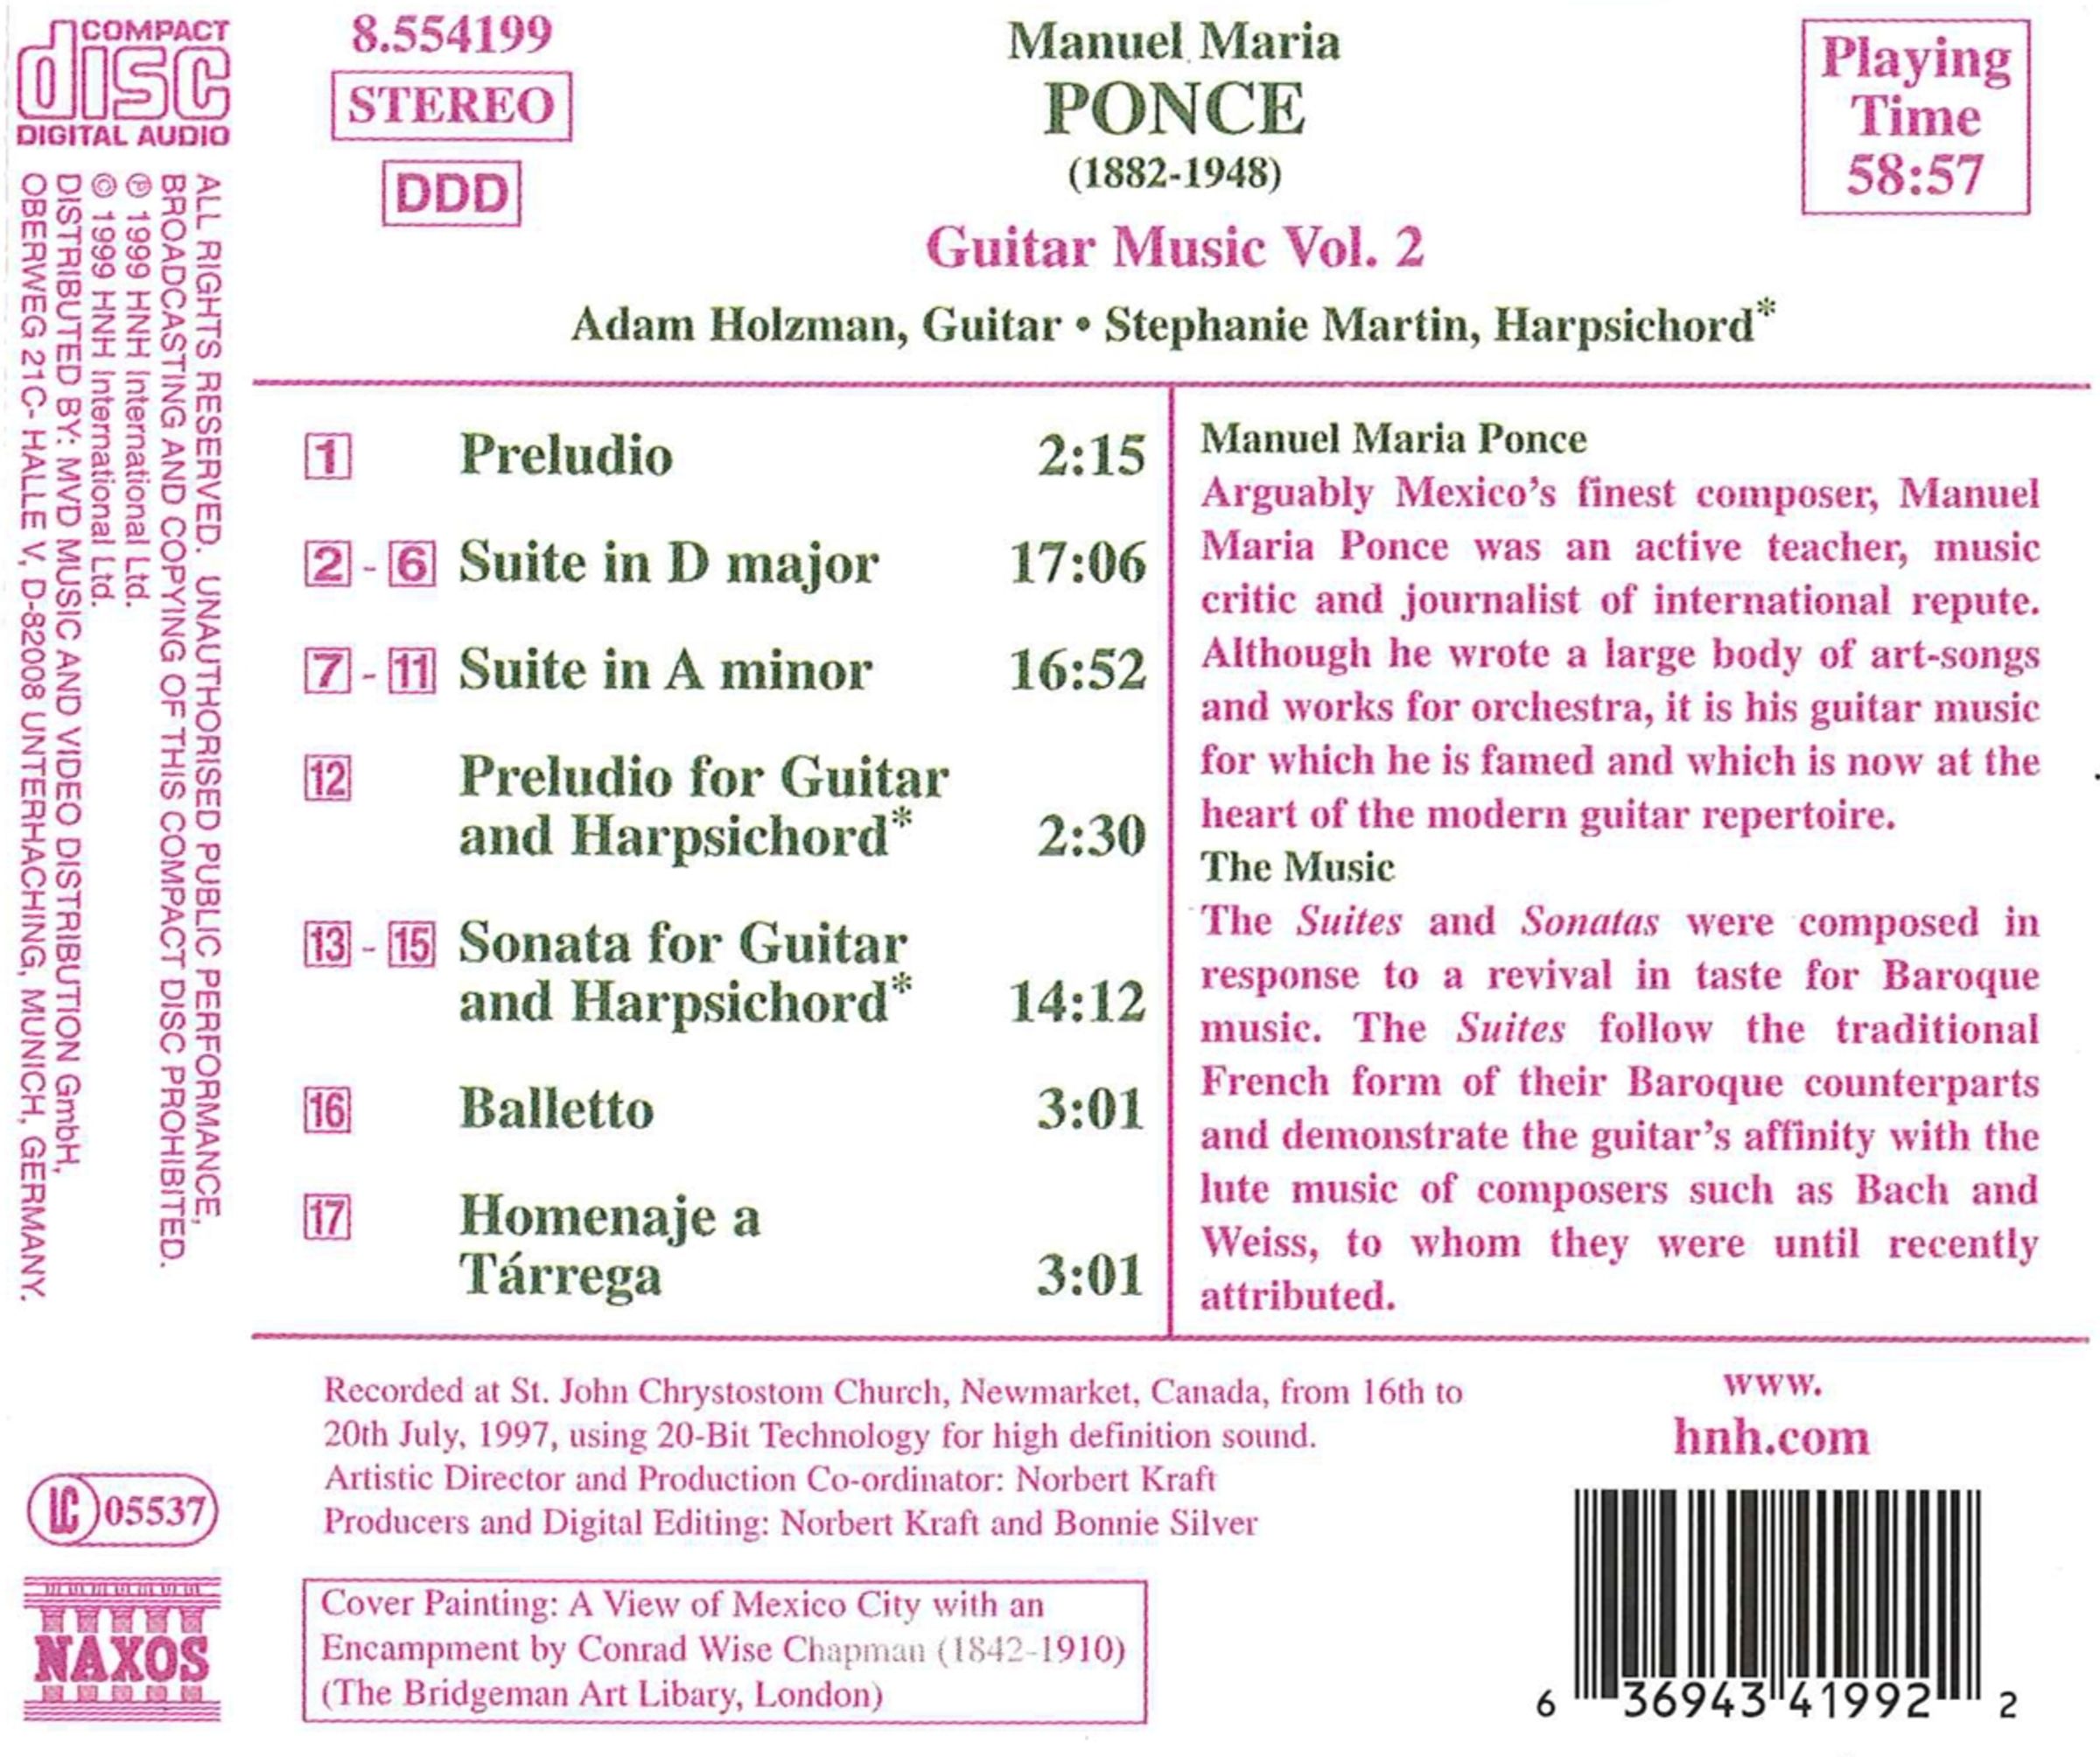 COMPACT
disc
DIGITAL AUDIO
8.554199
STEREO
DDD
Manuel Maria
PONCE
(1882-1948)
Guitar Music Vol. 2
Adam Holzman, Guitar • Stephanie Martin, Harpsichord*
Playing
Time
58:57
ALL RIGHTS RESERVED. UNAUTHORISED PUBLIC PERFORMANCE,
BROADCASTING AND COPYING OF THIS COMPACT DISC PROHIBITED.
℗ 1999 HNH International Ltd.
© 1999 HNH International Ltd.
DISTRIBUTED BY: MVD MUSIC AND VIDEO DISTRIBUTION GmbH,
OBERWEG 21C- HALLE V, D-82008 UNTERHACHING, MUNICH, GERMANY.
1 Preludio 2:15
2 - 6 Suite in D major 17:06
7 - 11 Suite in A minor 16:52
12 Preludio for Guitar
and Harpsichord* 2:30
13 - 15 Sonata for Guitar
and Harpsichord* 14:12
16 Balletto 3:01
17 Homenaje a
Tárrega 3:01
Manuel Maria Ponce
Arguably Mexico's finest composer, Manuel
Maria Ponce was an active teacher, music
critic and journalist of international repute.
Although he wrote a large body of art-songs
and works for orchestra, it is his guitar music
for which he is famed and which is now at the
heart of the modern guitar repertoire.
The Music
The Suites and Sonatas were composed in
response to a revival in taste for Baroque
music. The Suites follow the traditional
French form of their Baroque counterparts
and demonstrate the guitar's affinity with the
lute music of composers such as Bach and
Weiss, to whom they were until recently
attributed.
Recorded at St. John Chrystostom Church, Newmarket, Canada, from 16th to
20th July, 1997, using 20-Bit Technology for high definition sound.
Artistic Director and Production Co-ordinator: Norbert Kraft
Producers and Digital Editing: Norbert Kraft and Bonnie Silver
Cover Painting: A View of Mexico City with an
Encampment by Conrad Wise Chapman (1842-1910)
(The Bridgeman Art Libary, London)
www.
hnh.com
LC 05537
NAXOS
6 36943 41992 2